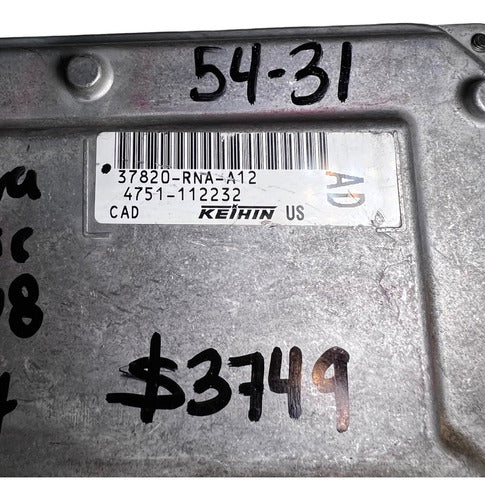 54-31
37820-RNA-A12
4751-112232
CAD KEIHIN US
AD
$3749